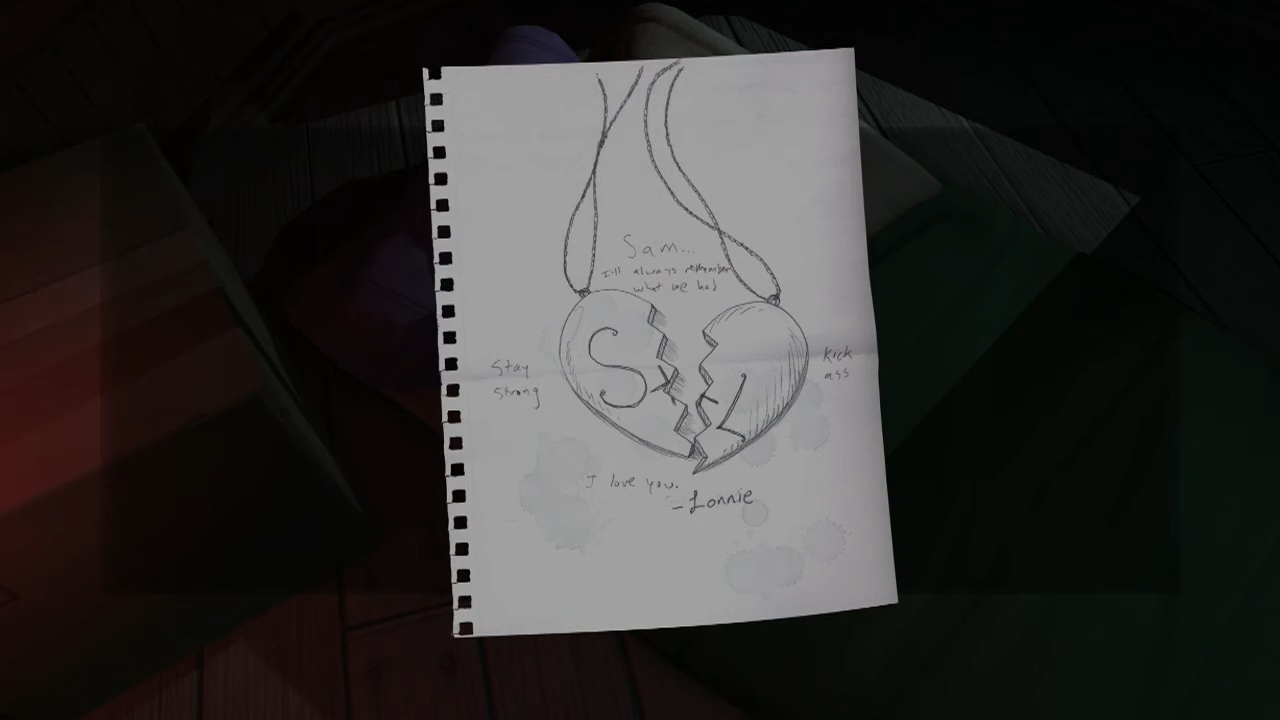 Sam...
I'll always remember
what we had
Stay
strong
Kick
ass
S +
+ L
I love you.
-Lonnie